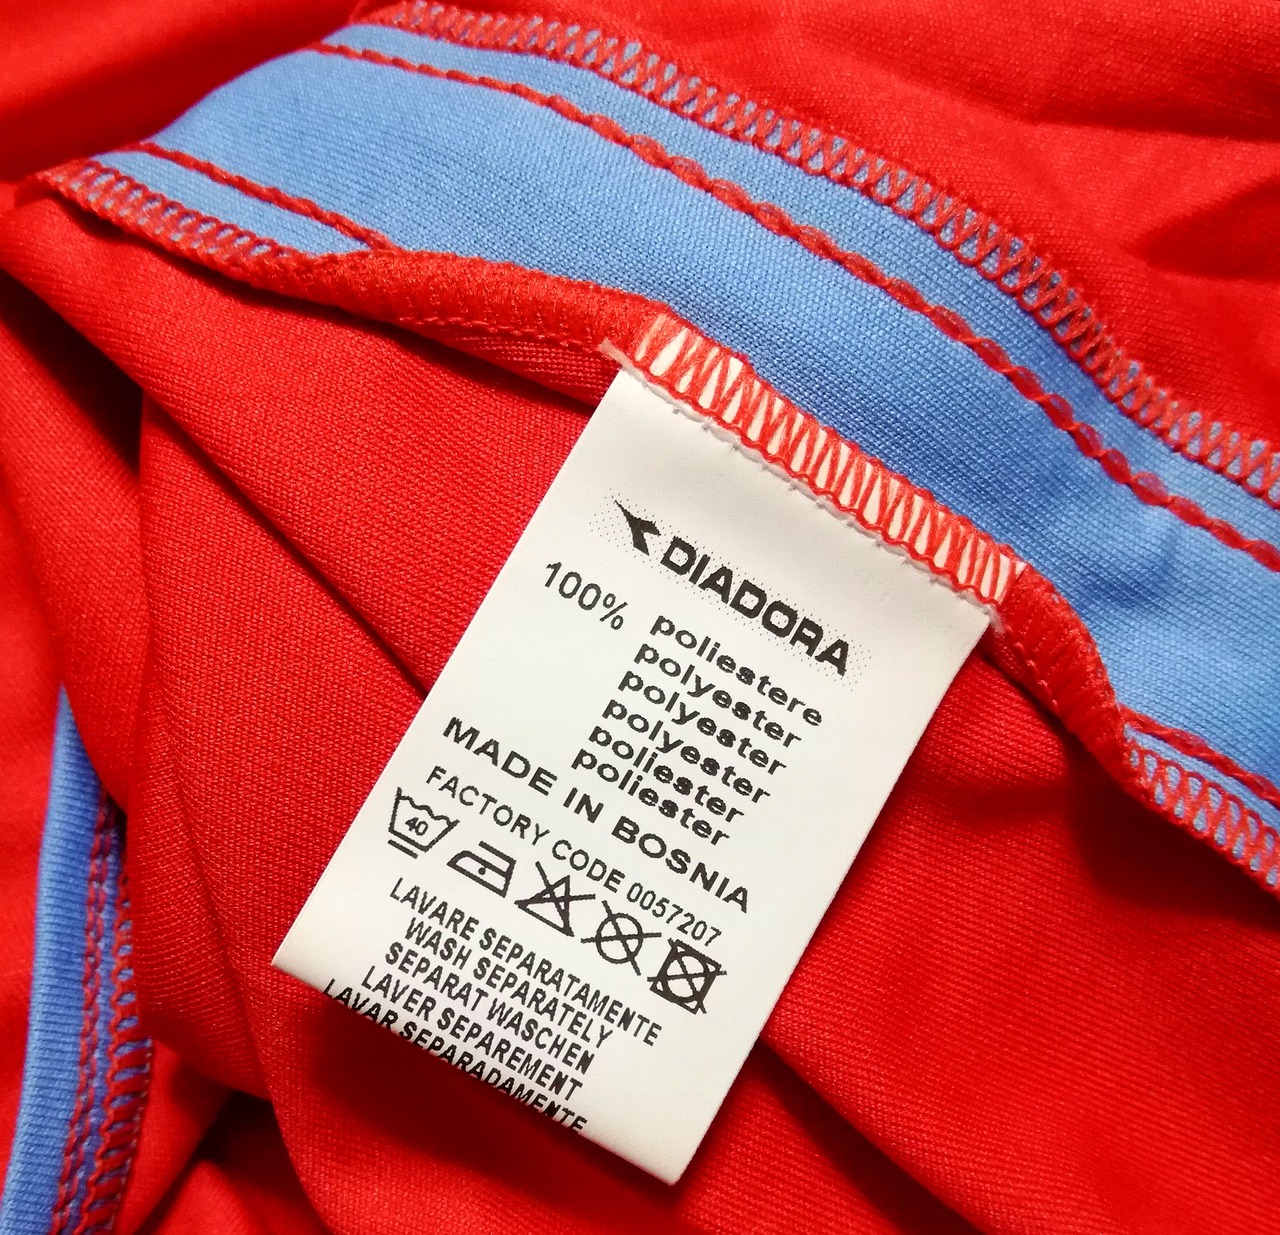 DIADORA
100% poliestere
polyester
polyester
polyester
poliester
poliester
MADE IN BOSNIA
FACTORY CODE 0057207
40
LAVARE SEPARATAMENTE
WASH SEPARATELY
SEPARAT WASCHEN
LAVER SEPAREMENT
LAVAR SEPARADAMENTE